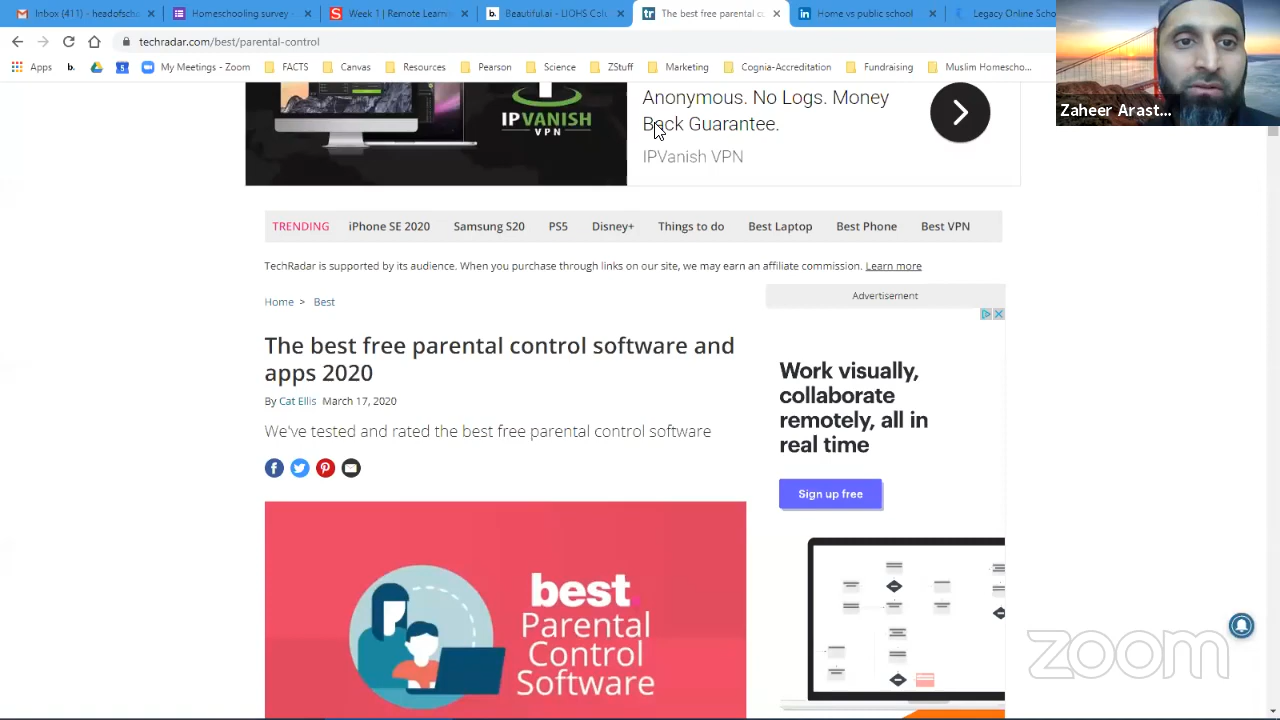 Inbox (411) - headofscho
Homeschooling survey -
Week 1 | Remote Learne
Beautiful.ai - LIOHS Colu
The best free parental co
Home vs public school
Legacy Online Scho
techradar.com/best/parental-control
Apps
b.
My Meetings - Zoom
FACTS
Canvas
Resources
Pearson
Science
ZStuff
Marketing
Cognia-Accreditation
Fundraising
Muslim Homescho...
Zaheer Arast...
IPVANISH
VPN
Anonymous. No Logs. Money
Back Guarantee.
IPVanish VPN
TRENDING iPhone SE 2020 Samsung S20 PS5 Disney+ Things to do Best Laptop Best Phone Best VPN
TechRadar is supported by its audience. When you purchase through links on our site, we may earn an affiliate commission. Learn more
Home > Best
Advertisement
The best free parental control software and
apps 2020
By Cat Ellis March 17, 2020
We've tested and rated the best free parental control software
Work visually,
collaborate
remotely, all in
real time
Sign up free
best.
Parental
Control
Software
zoom